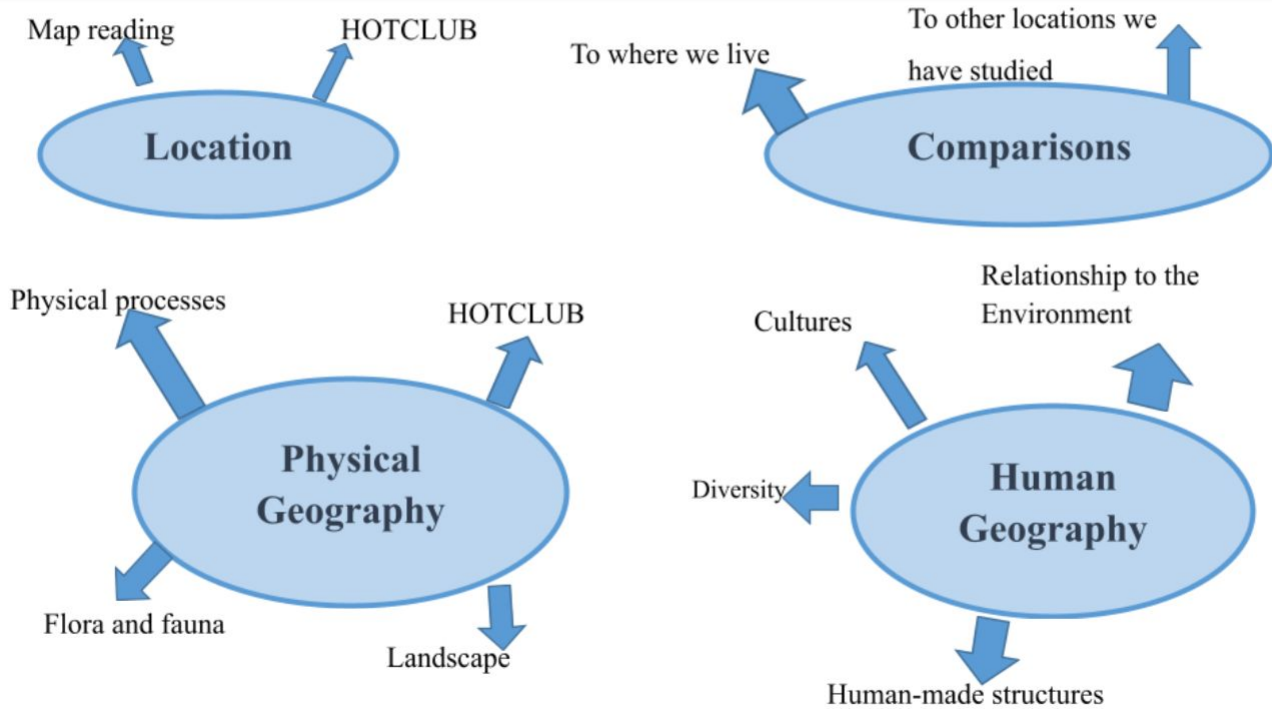 Map reading
HOTCLUB
Location
To where we live
To other locations we
have studied
Comparisons
Physical processes
HOTCLUB
Physical
Geography
Flora and fauna
Landscape
Cultures
Relationship to the
Environment
Diversity
Human
Geography
Human-made structures